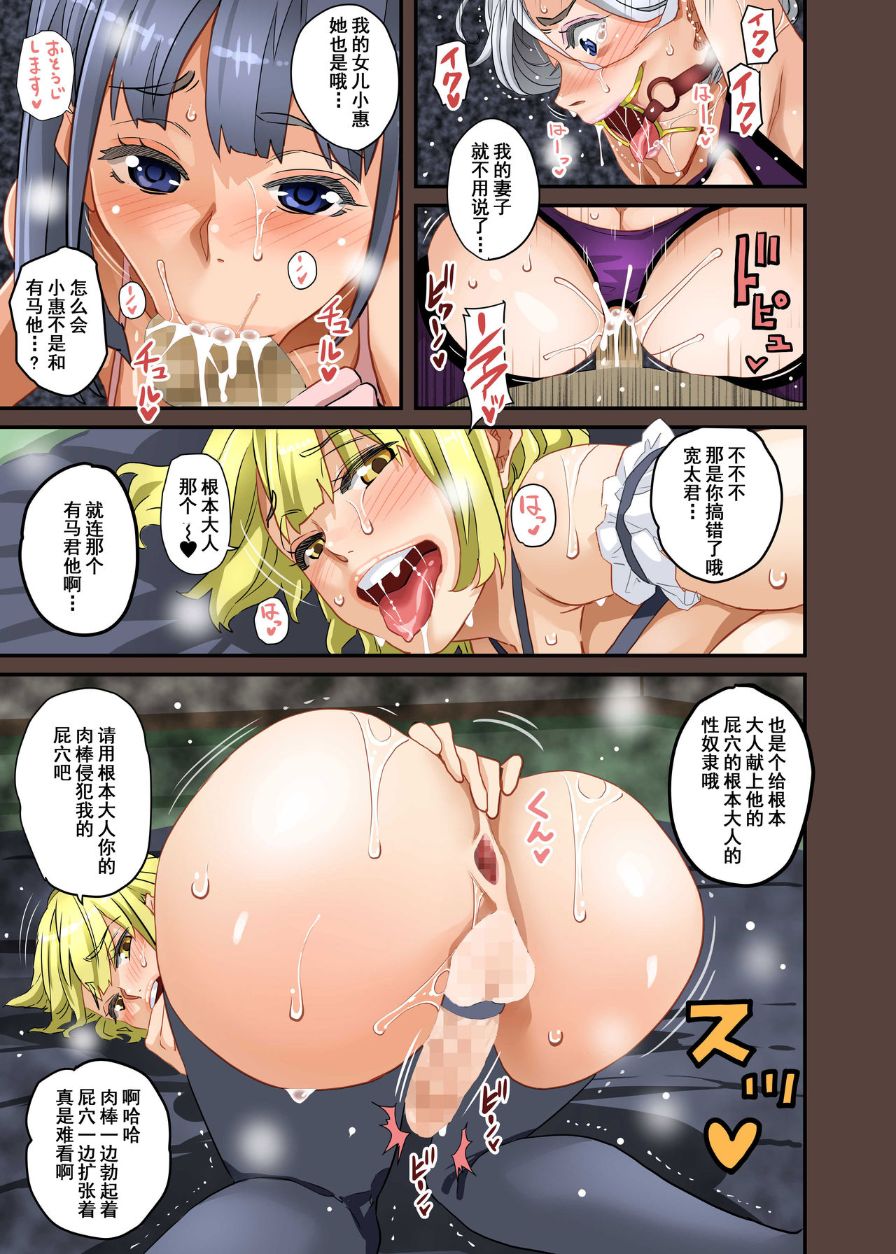 イク♥
イク♥
イク♥
はーっ
はーっ♥
我的妻子
就不用说了…
ドピュ♥
ビュー♥
我的女儿小惠
她也是哦…
おそうじ
します♥
怎么会
小惠不是和
有马他…?
チュル♥
チュル♥
不不不
那是你搞错了哦
宽太君…
はっ♥
はっ
根本大人
那个~♥
就连那个
有马君他啊…
也是个给根本
大人献上他的
屁穴的根本大人的
性奴隶哦
くん♥
请用根本大人你的
肉棒侵犯我的
屁穴吧
ズッ♥
ビーン
啊哈哈
肉棒一边勃起着
屁穴一边扩张着
真是难看啊